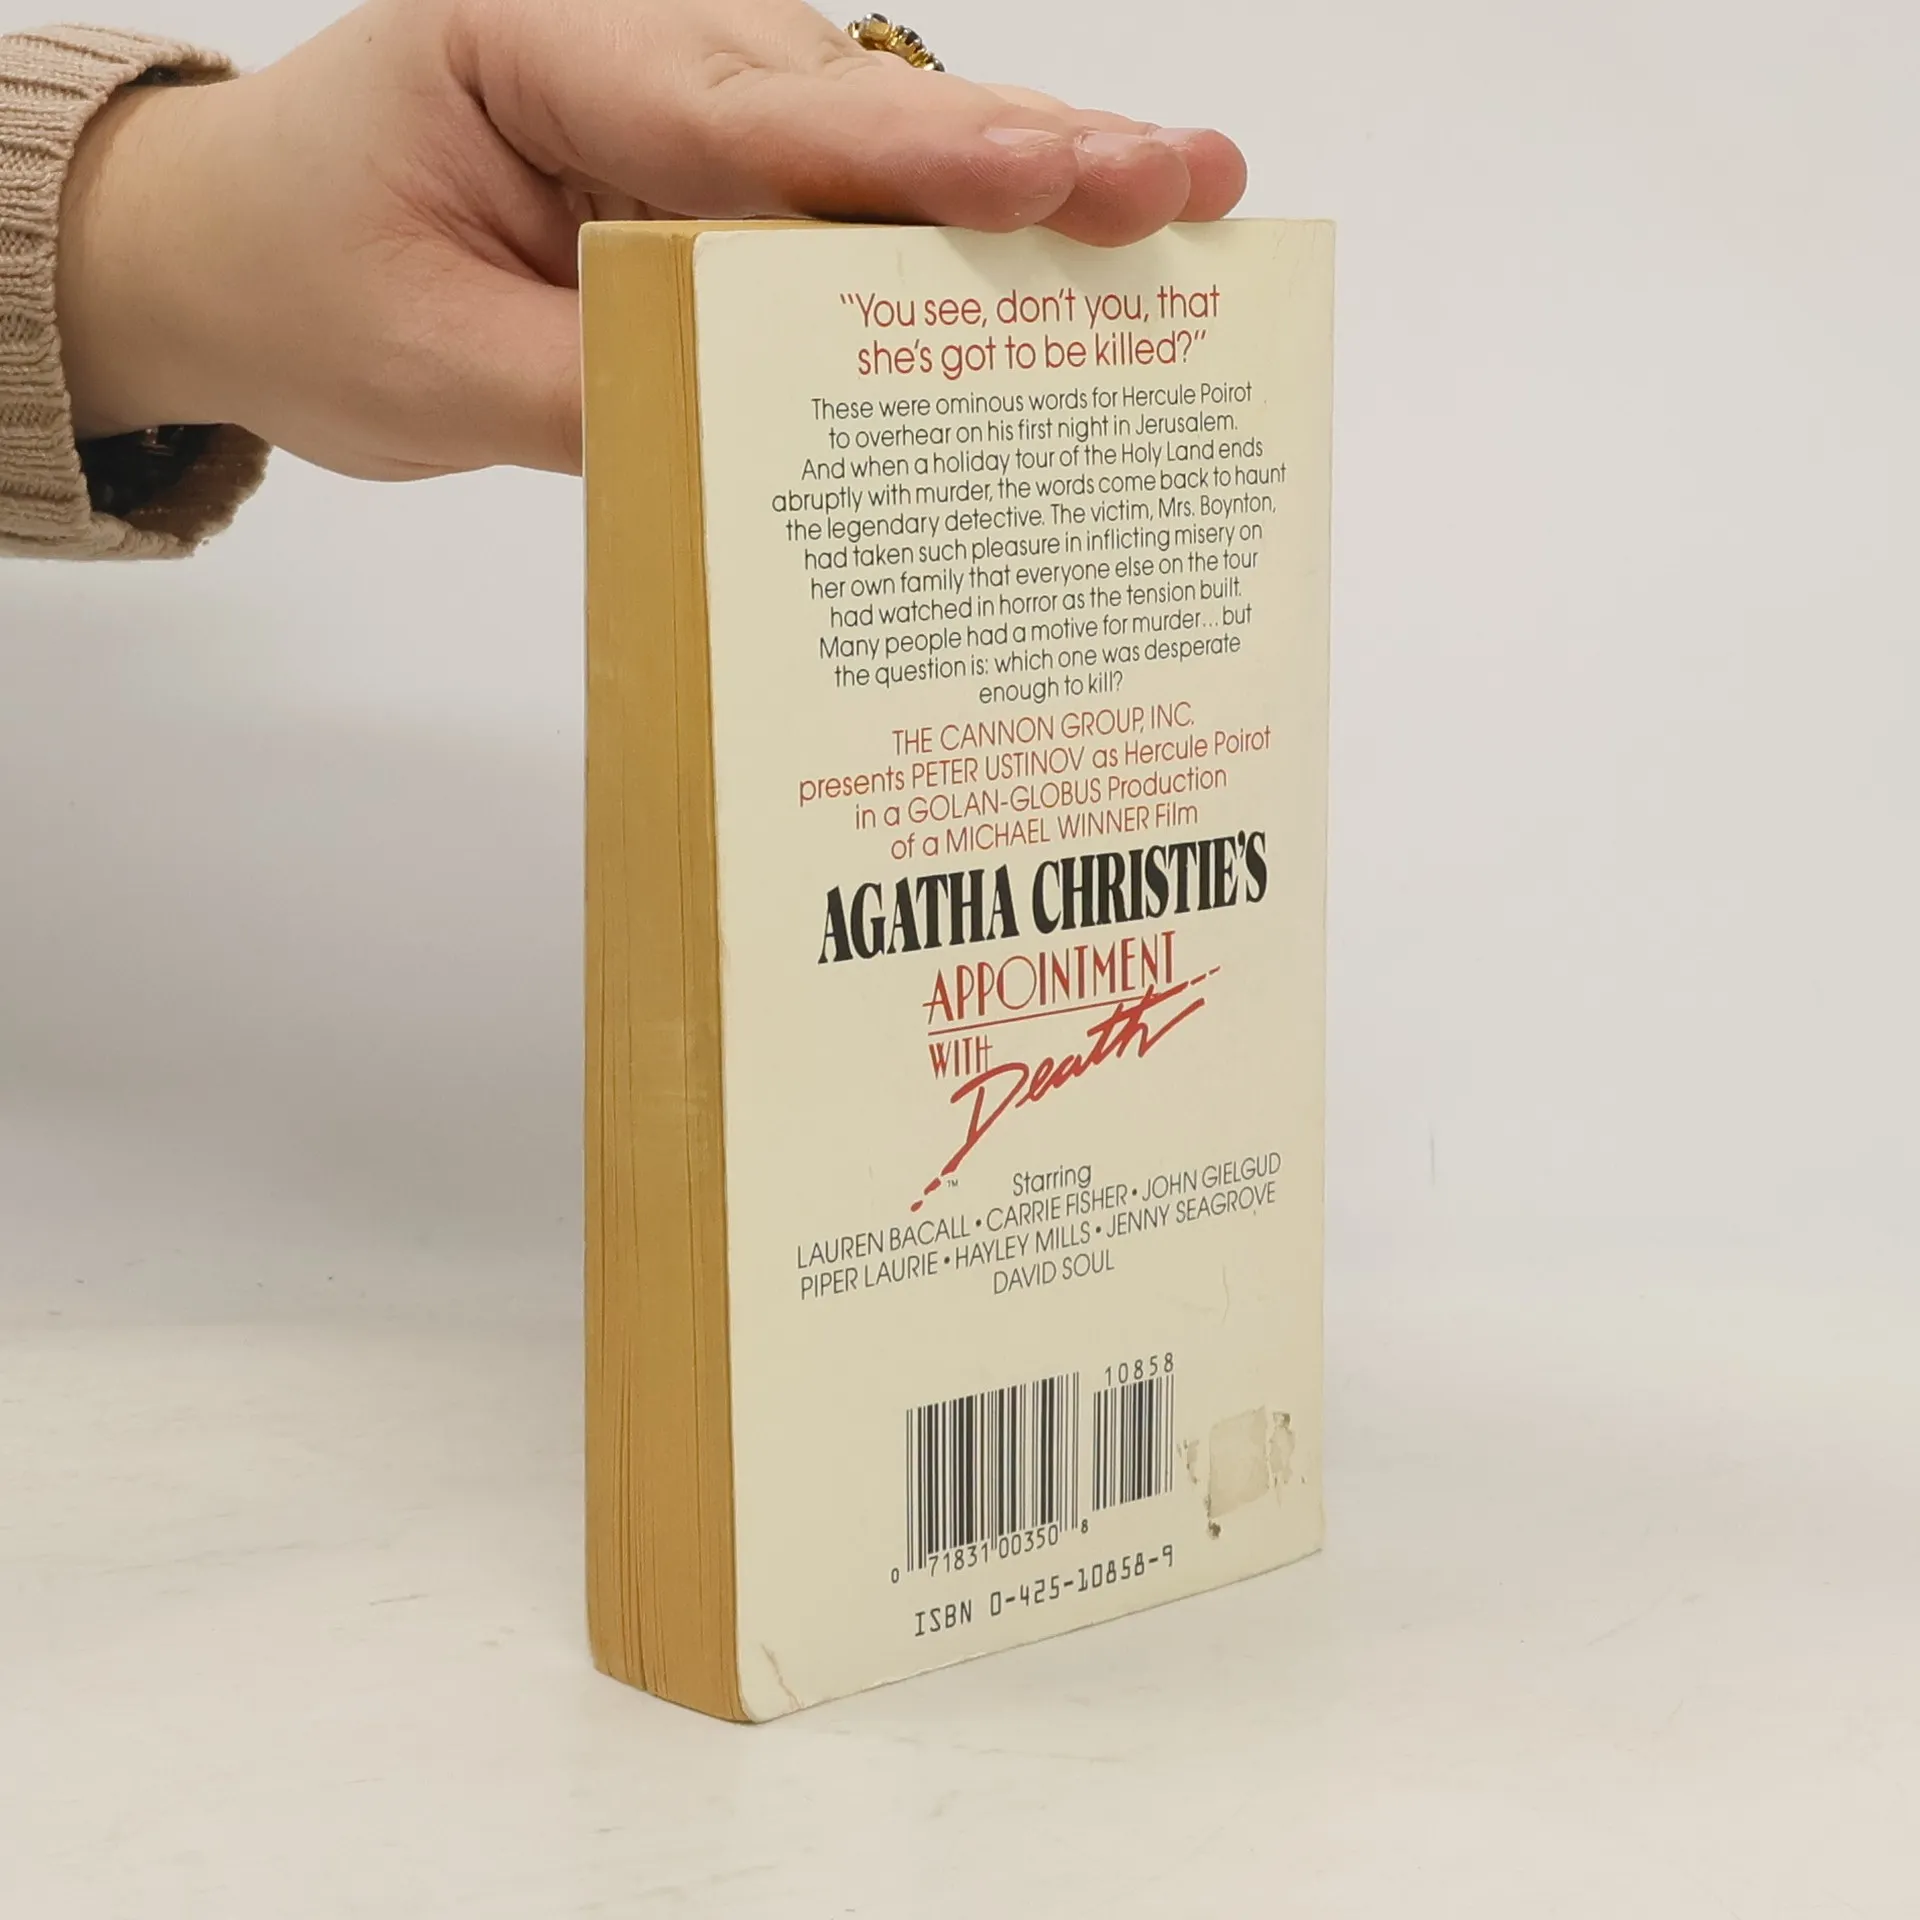 "You see, don't you, that
she's got to be killed?"
These were ominous words for Hercule Poirot
to overhear on his first night in Jerusalem.
And when a holiday tour of the Holy Land ends
abruptly with murder, the words come back to haunt
the legendary detective. The victim, Mrs. Boynton,
had taken such pleasure in inflicting misery on
her own family that everyone else on the tour
had watched in horror as the tension built.
Many people had a motive for murder...but
the question is: which one was desperate
enough to kill?
THE CANNON GROUP, INC.
presents PETER USTINOV as Hercule Poirot
in a GOLAN-GLOBUS Production
of a MICHAEL WINNER Film
AGATHA CHRISTIE'S
APPOINTMENT
WITH Death
™
Starring
LAUREN BACALL • CARRIE FISHER • JOHN GIELGUD
PIPER LAURIE • HAYLEY MILLS • JENNY SEAGROVE
DAVID SOUL
10858
0 71831 00350 8
ISBN 0-425-10858-9